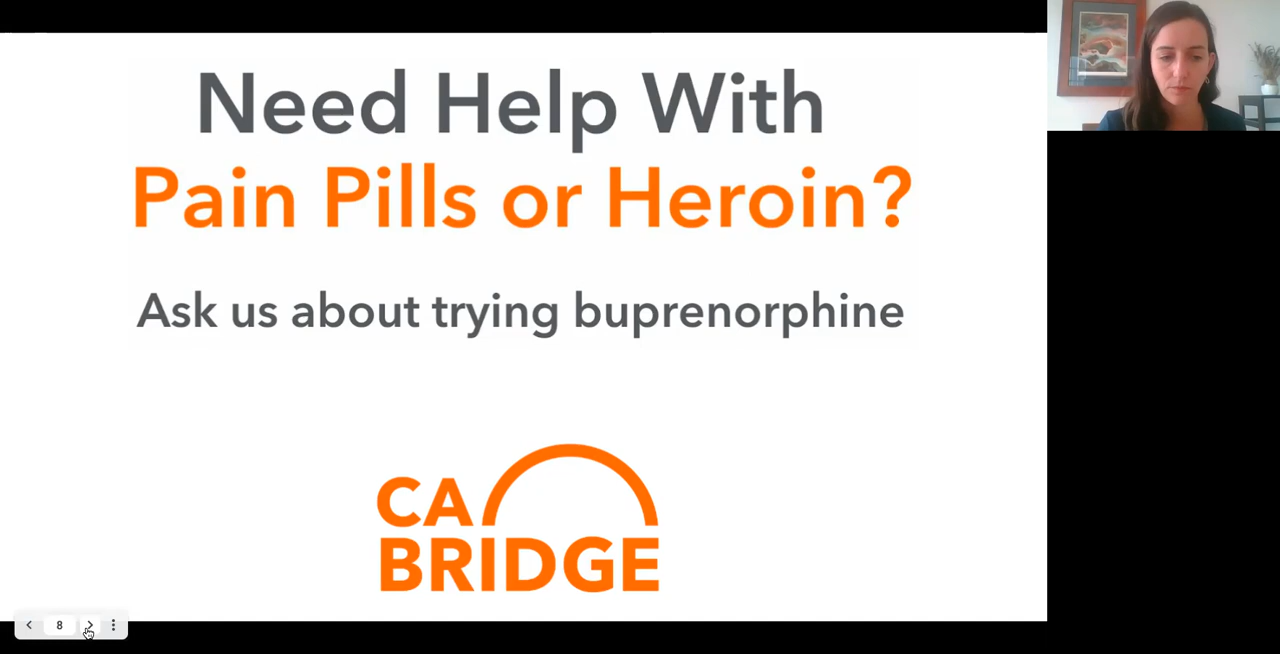 Need Help With
Pain Pills or Heroin?
Ask us about trying buprenorphine
CA
BRIDGE
8